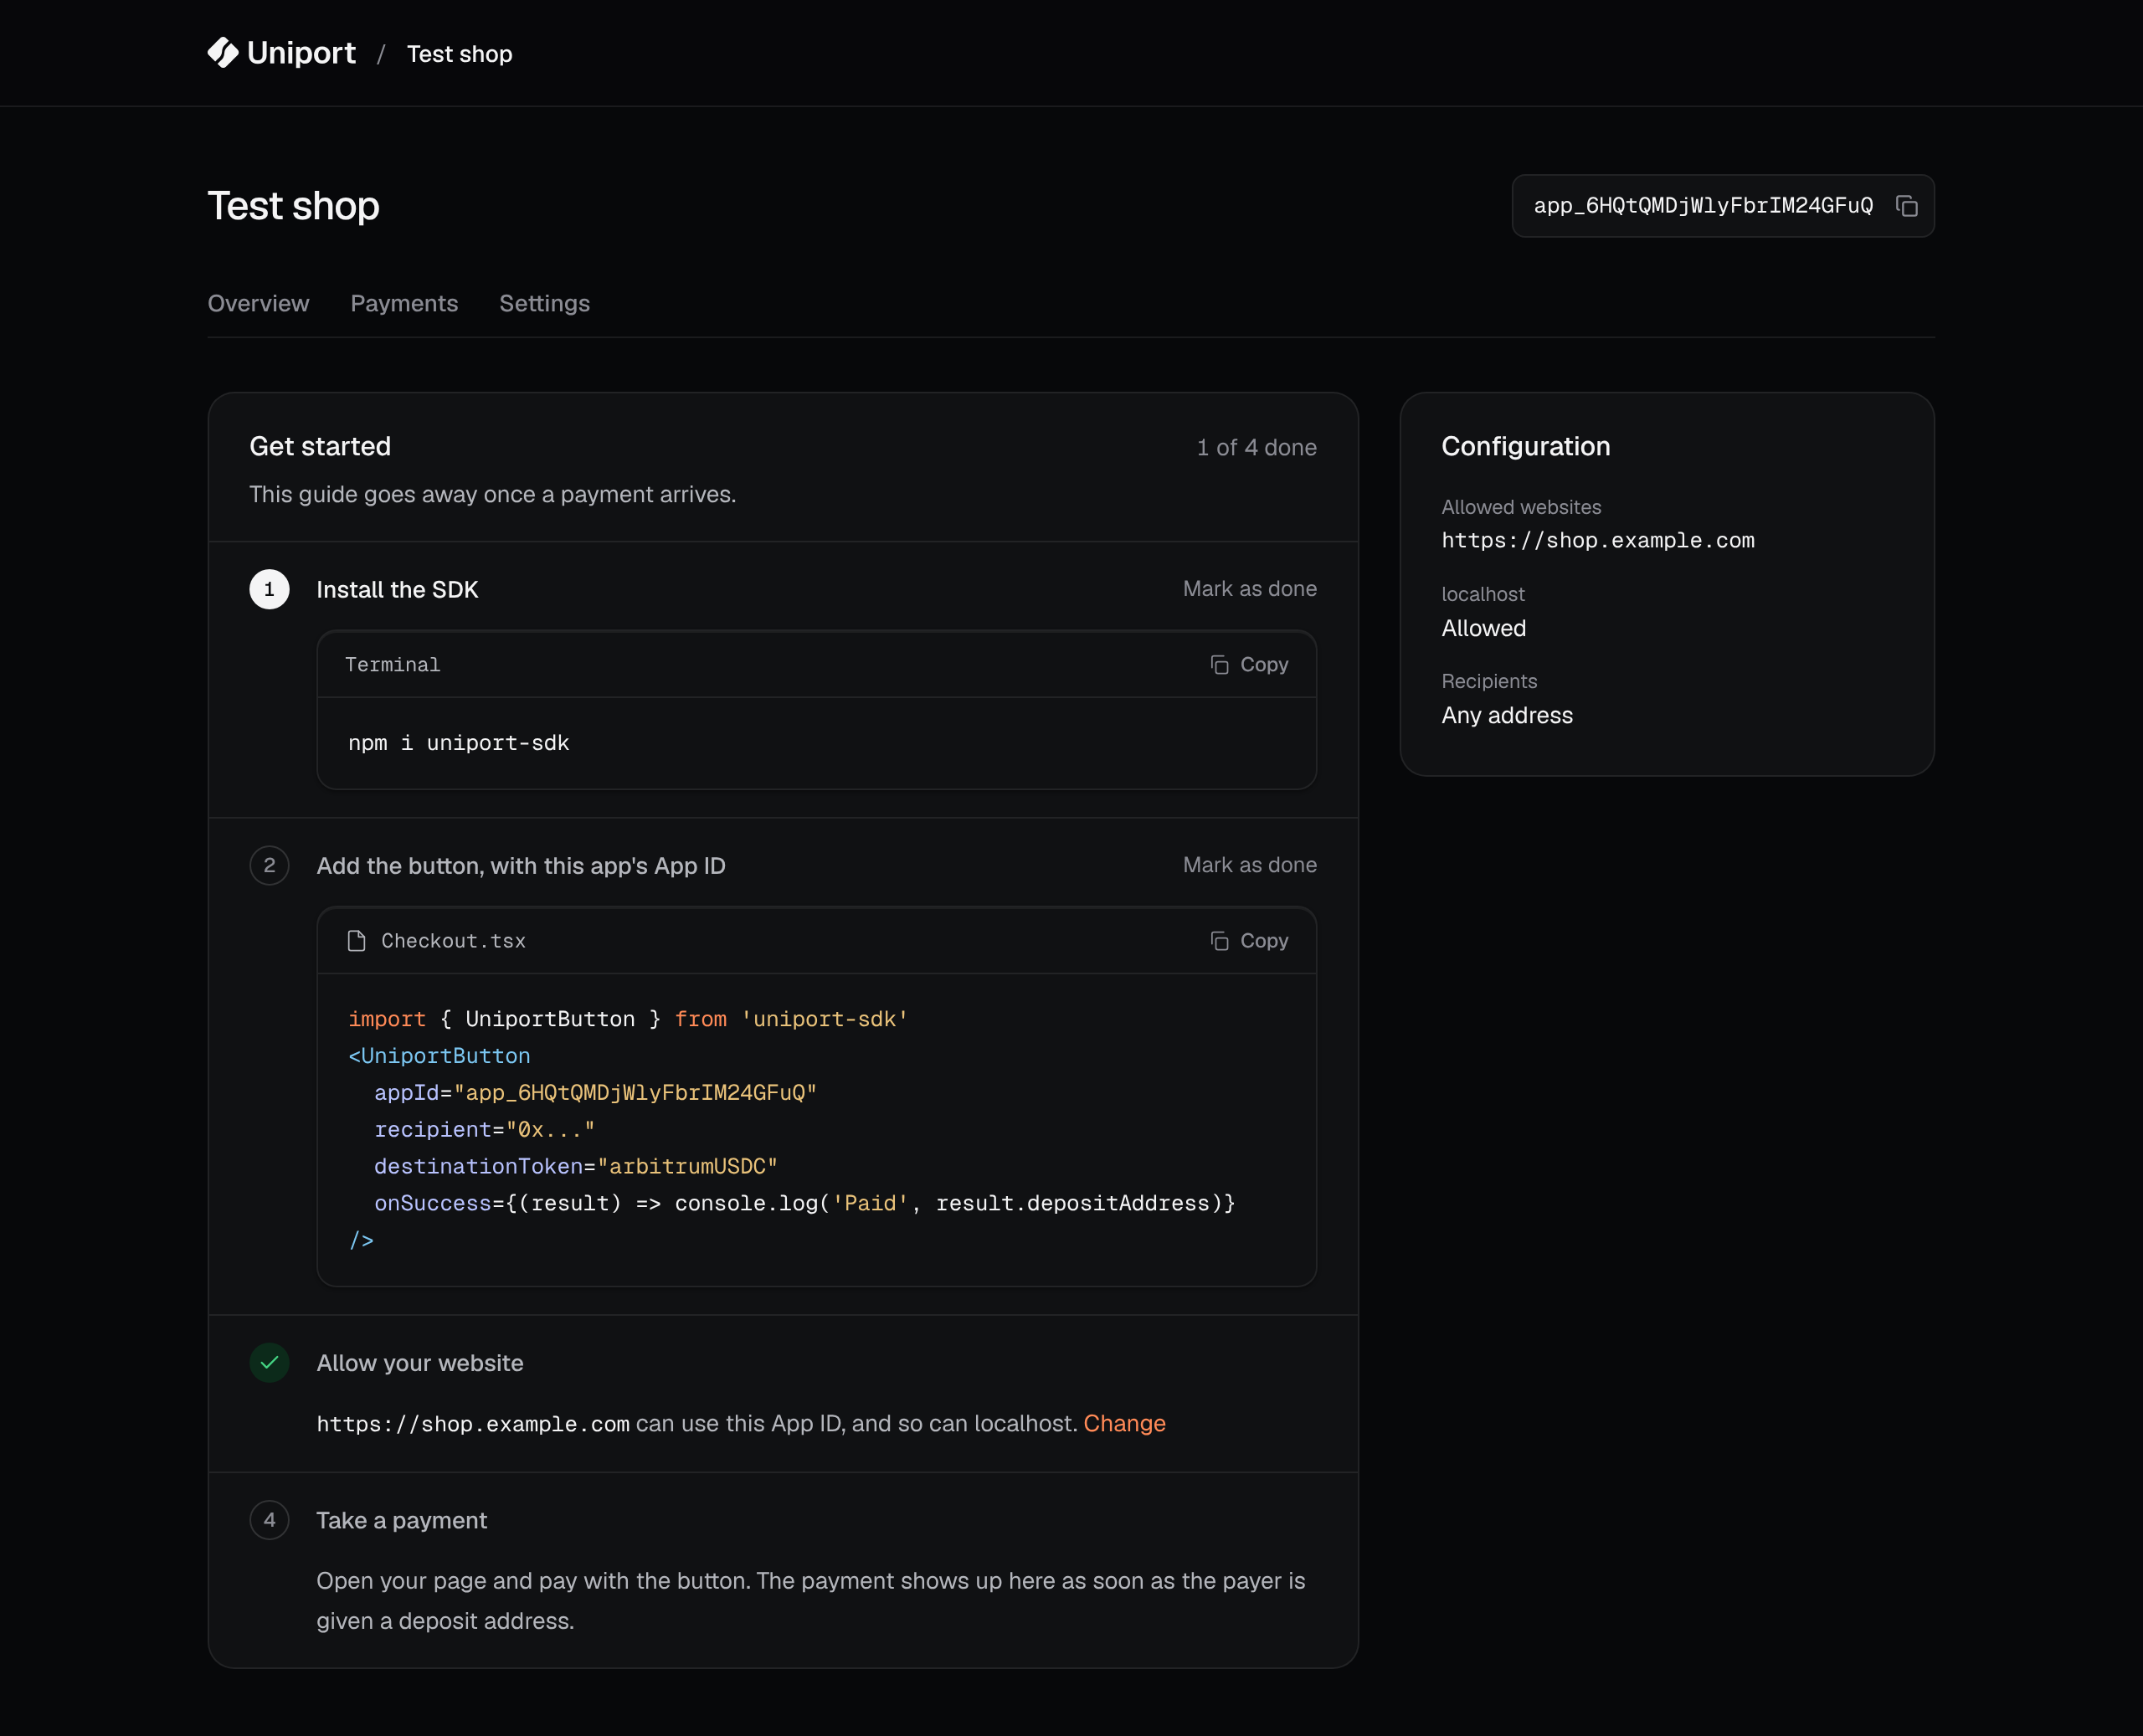 Uniport / Test shop
Test shop
app_6HQtQMDjWlyFbrIM24GFuQ
Overview Payments Settings
Get started
1 of 4 done
This guide goes away once a payment arrives.
1 Install the SDK
Mark as done
Terminal
Copy
npm i uniport-sdk
2 Add the button, with this app's App ID
Mark as done
Checkout.tsx
Copy
import { UniportButton } from 'uniport-sdk'
<UniportButton
  appId="app_6HQtQMDjWlyFbrIM24GFuQ"
  recipient="0x..."
  destinationToken="arbitrumUSDC"
  onSuccess={(result) => console.log('Paid', result.depositAddress)}
/>
Allow your website
https://shop.example.com can use this App ID, and so can localhost. Change
4 Take a payment
Open your page and pay with the button. The payment shows up here as soon as the payer is
given a deposit address.
Configuration
Allowed websites
https://shop.example.com
localhost
Allowed
Recipients
Any address